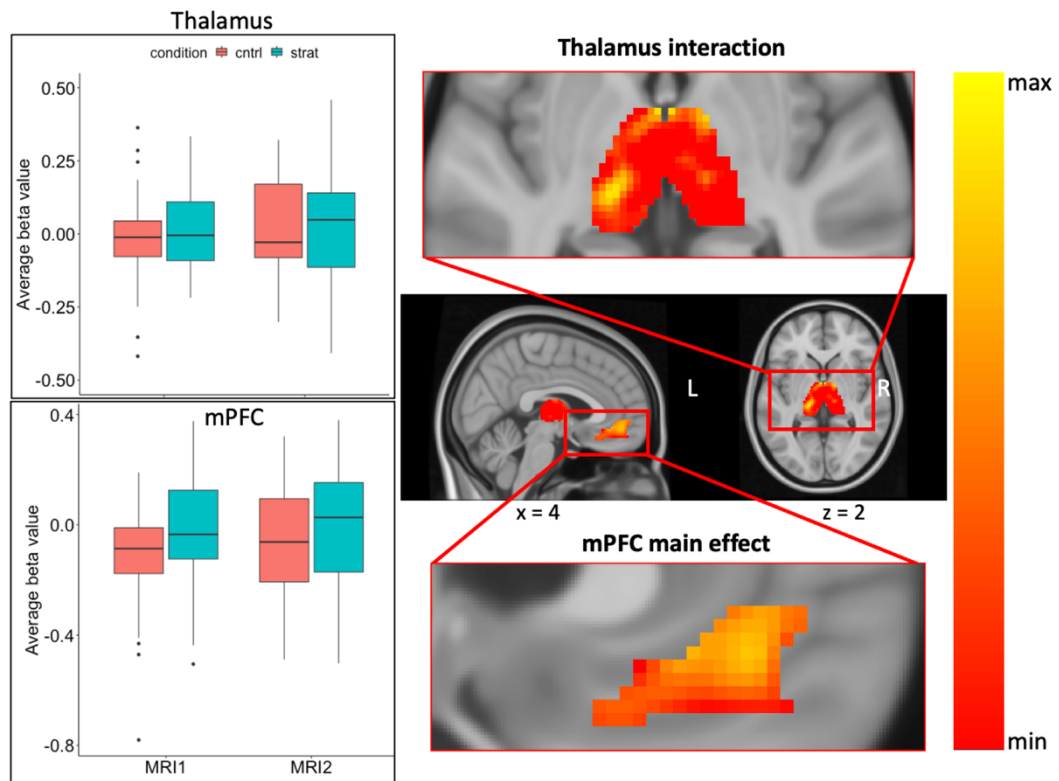 Thalamus
condition cntrl strat
Average beta value
0.50
0.25
0.00
-0.25
-0.50
mPFC
Average beta value
0.4
0.0
-0.4
-0.8
MRI1 MRI2
Thalamus interaction
L R
x = 4 z = 2
mPFC main effect
max
min